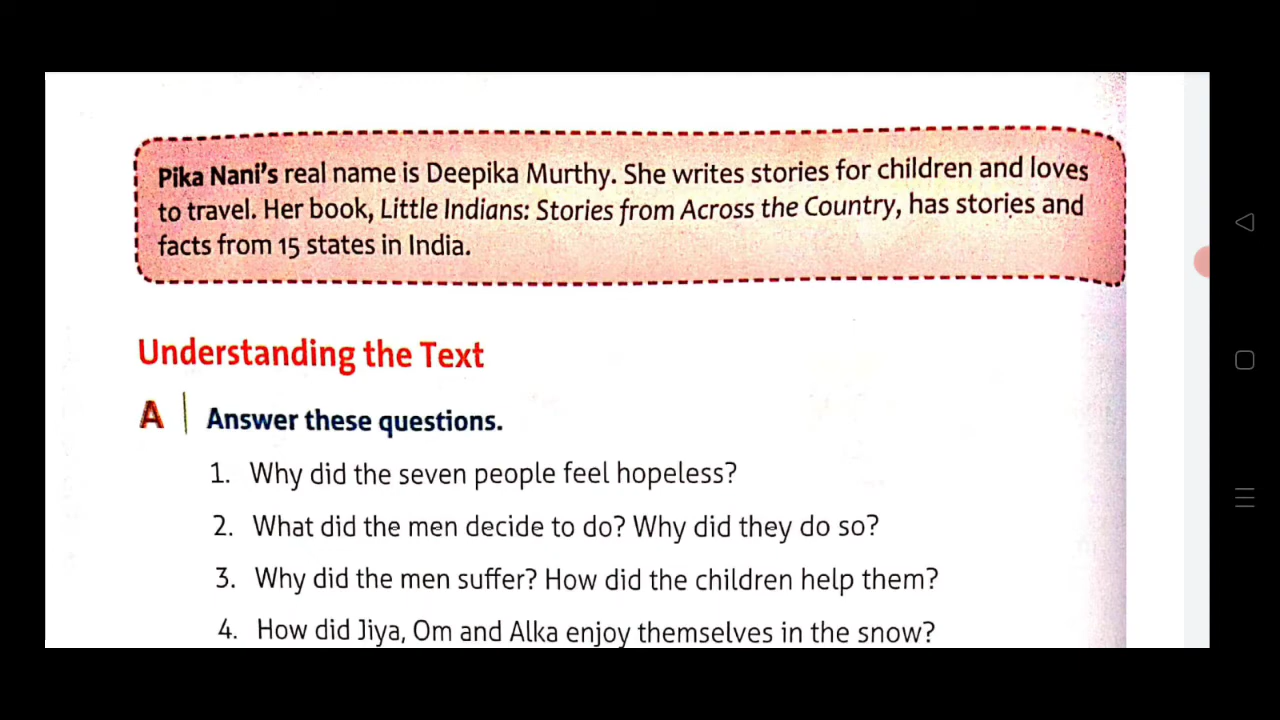 Pika Nani's real name is Deepika Murthy. She writes stories for children and loves
to travel. Her book, Little Indians: Stories from Across the Country, has stories and
facts from 15 states in India.
Understanding the Text
A Answer these questions.
1. Why did the seven people feel hopeless?
2. What did the men decide to do? Why did they do so?
3. Why did the men suffer? How did the children help them?
4. How did Jiya, Om and Alka enjoy themselves in the snow?